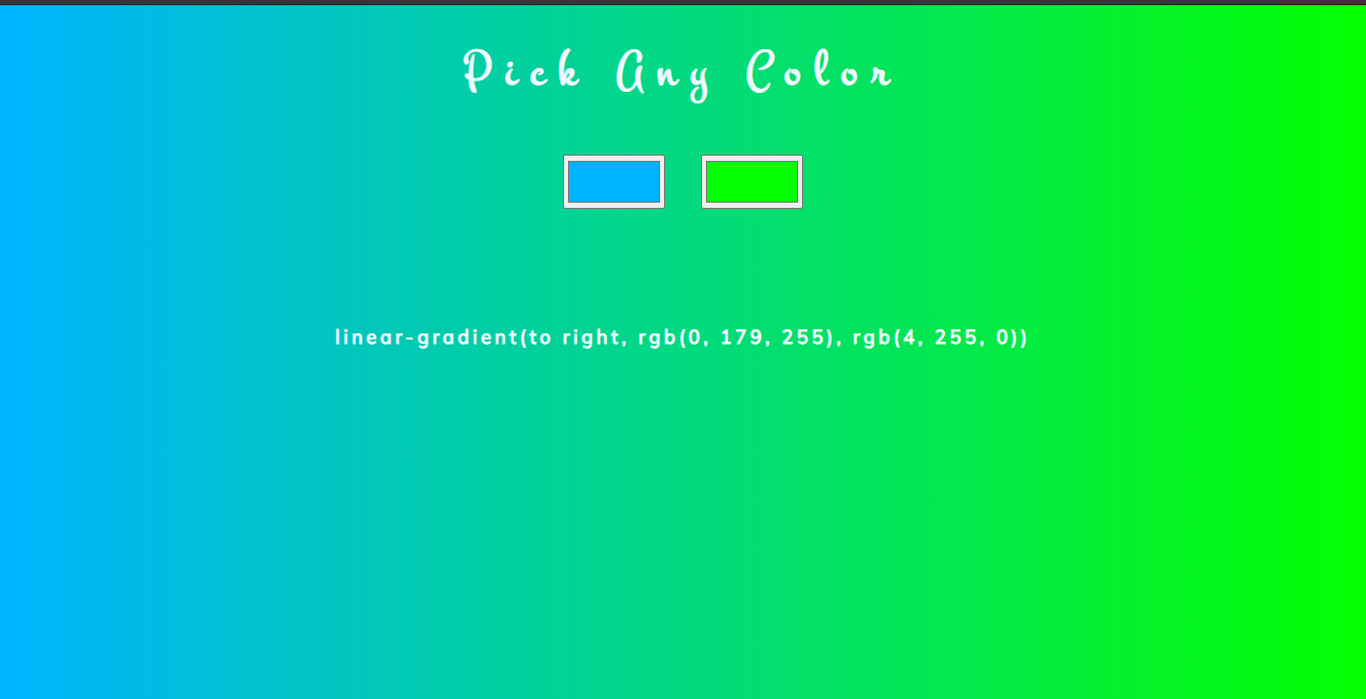 Pick Any Color
linear-gradient(to right, rgb(0, 179, 255), rgb(4, 255, 0))